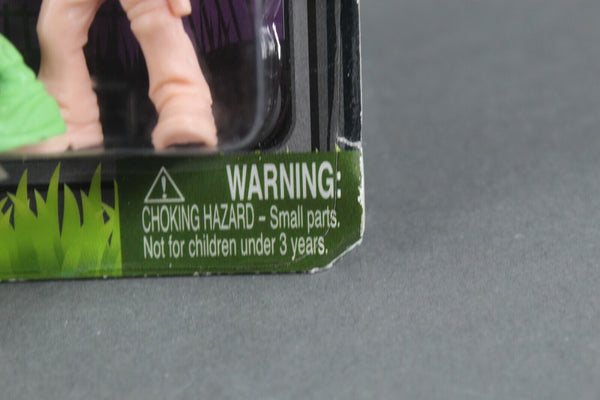 WARNING:
CHOKING HAZARD – Small parts.
Not for children under 3 years.